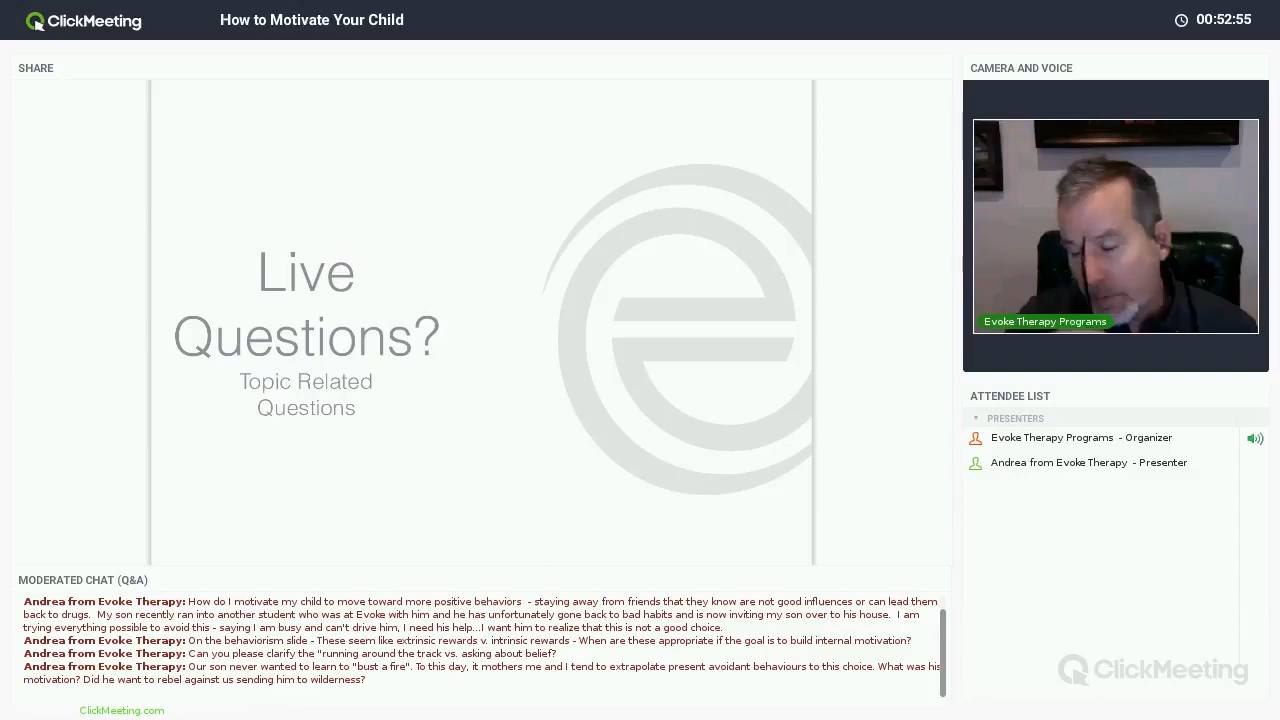 ClickMeeting
How to Motivate Your Child
00:52:55
SHARE
Live
Questions?
Topic Related
Questions
CAMERA AND VOICE
Evoke Therapy Programs
ATTENDEE LIST
PRESENTERS
Evoke Therapy Programs - Organizer
Andrea from Evoke Therapy - Presenter
MODERATED CHAT (Q&A)
Andrea from Evoke Therapy: How do I motivate my child to move toward more positive behaviors - staying away from friends that they know are not good influences or can lead them
back to drugs. My son recently ran into another student who was at Evoke with him and he has unfortunately gone back to bad habits and is now inviting my son over to his house. I am
trying everything possible to avoid this - saying I am busy and can't drive him, I need his help...I want him to realize that this is not a good choice.
Andrea from Evoke Therapy: On the behaviorism slide - These seem like extrinsic rewards v. intrinsic rewards - When are these appropriate if the goal is to build internal motivation?
Andrea from Evoke Therapy: Can you please clarify the "running around the track vs. asking about belief?
Andrea from Evoke Therapy: Our son never wanted to learn to "bust a fire". To this day, it mothers me and I tend to extrapolate present avoidant behaviours to this choice. What was his
motivation? Did he want to rebel against us sending him to wilderness?
ClickMeeting
ClickMeeting.com